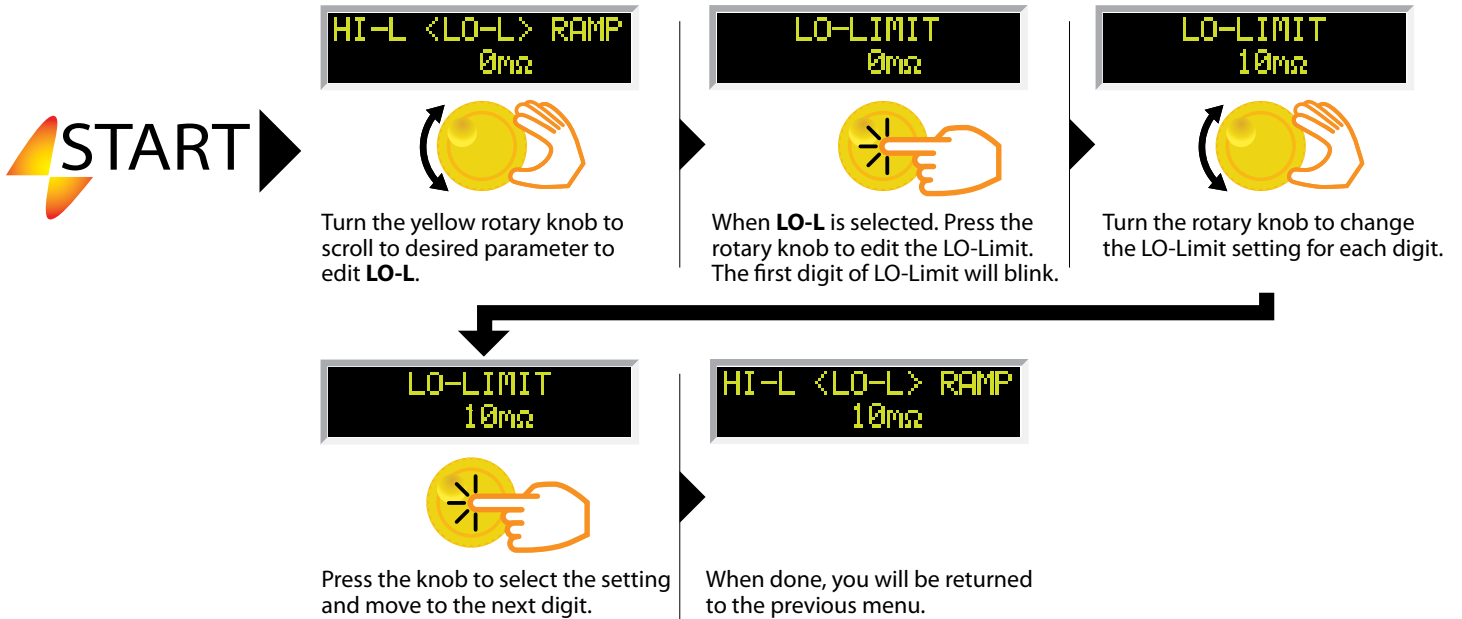 START
HI-L <LO-L> RAMP
0mΩ
Turn the yellow rotary knob to
scroll to desired parameter to
edit LO-L.
LO-LIMIT
0mΩ
When LO-L is selected. Press the
rotary knob to edit the LO-Limit.
The first digit of LO-Limit will blink.
LO-LIMIT
10mΩ
Turn the rotary knob to change
the LO-Limit setting for each digit.
LO-LIMIT
10mΩ
Press the knob to select the setting
and move to the next digit.
HI-L <LO-L> RAMP
10mΩ
When done, you will be returned
to the previous menu.